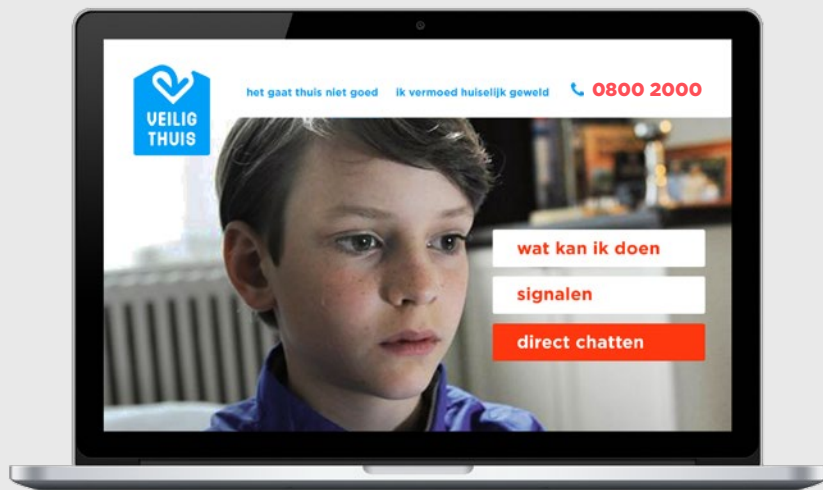 VEILIG
THUIS
het gaat thuis niet goed
ik vermoed huiselijk geweld
0800 2000
wat kan ik doen
signalen
direct chatten